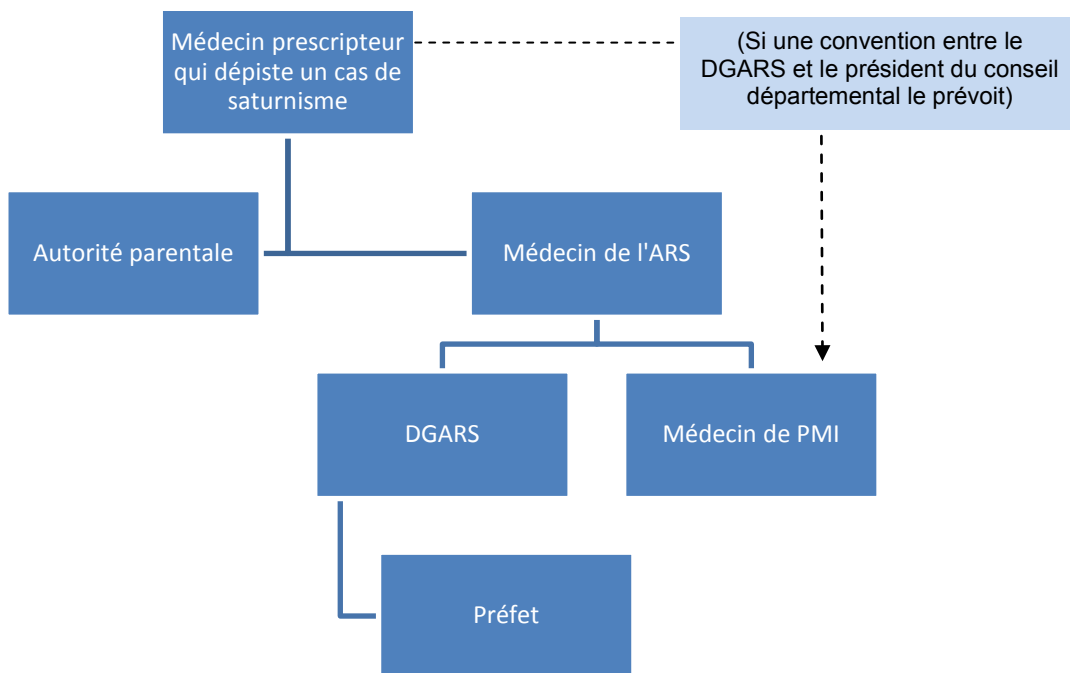 Médecin prescripteur
qui dépiste un cas de
saturnisme
(Si une convention entre le
DGARS et le président du conseil
départemental le prévoit)
Autorité parentale
Médecin de l'ARS
DGARS
Médecin de PMI
Préfet